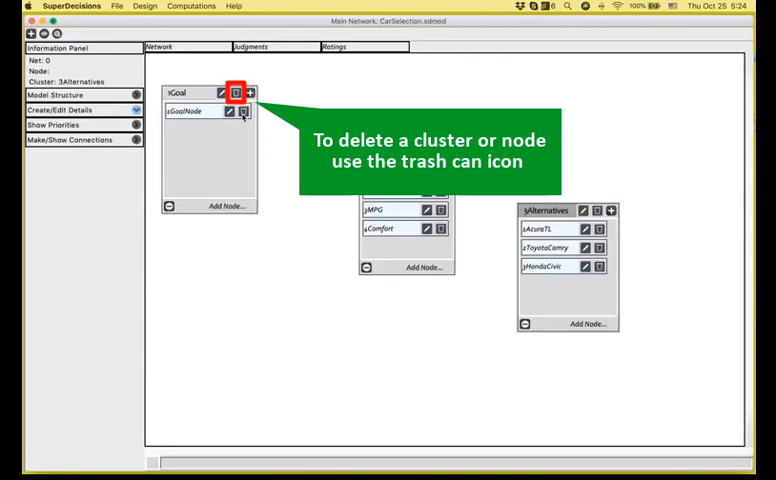 SuperDecisions File Design Computations Help 6 100% Thu Oct 25 5:24
Main Network: CarSelection.sdmod
Information Panel
Net: 0
Node:
Cluster: 3Alternatives
Model Structure
Create/Edit Details
Show Priorities
Make/Show Connections
Network Judgments Ratings
1Goal
1GoalNode
Add Node...
To delete a cluster or node
use the trash can icon
3MPG
4Comfort
Add Node...
3Alternatives
1AcuraTL
2ToyotaCamry
3HondaCivic
Add Node...